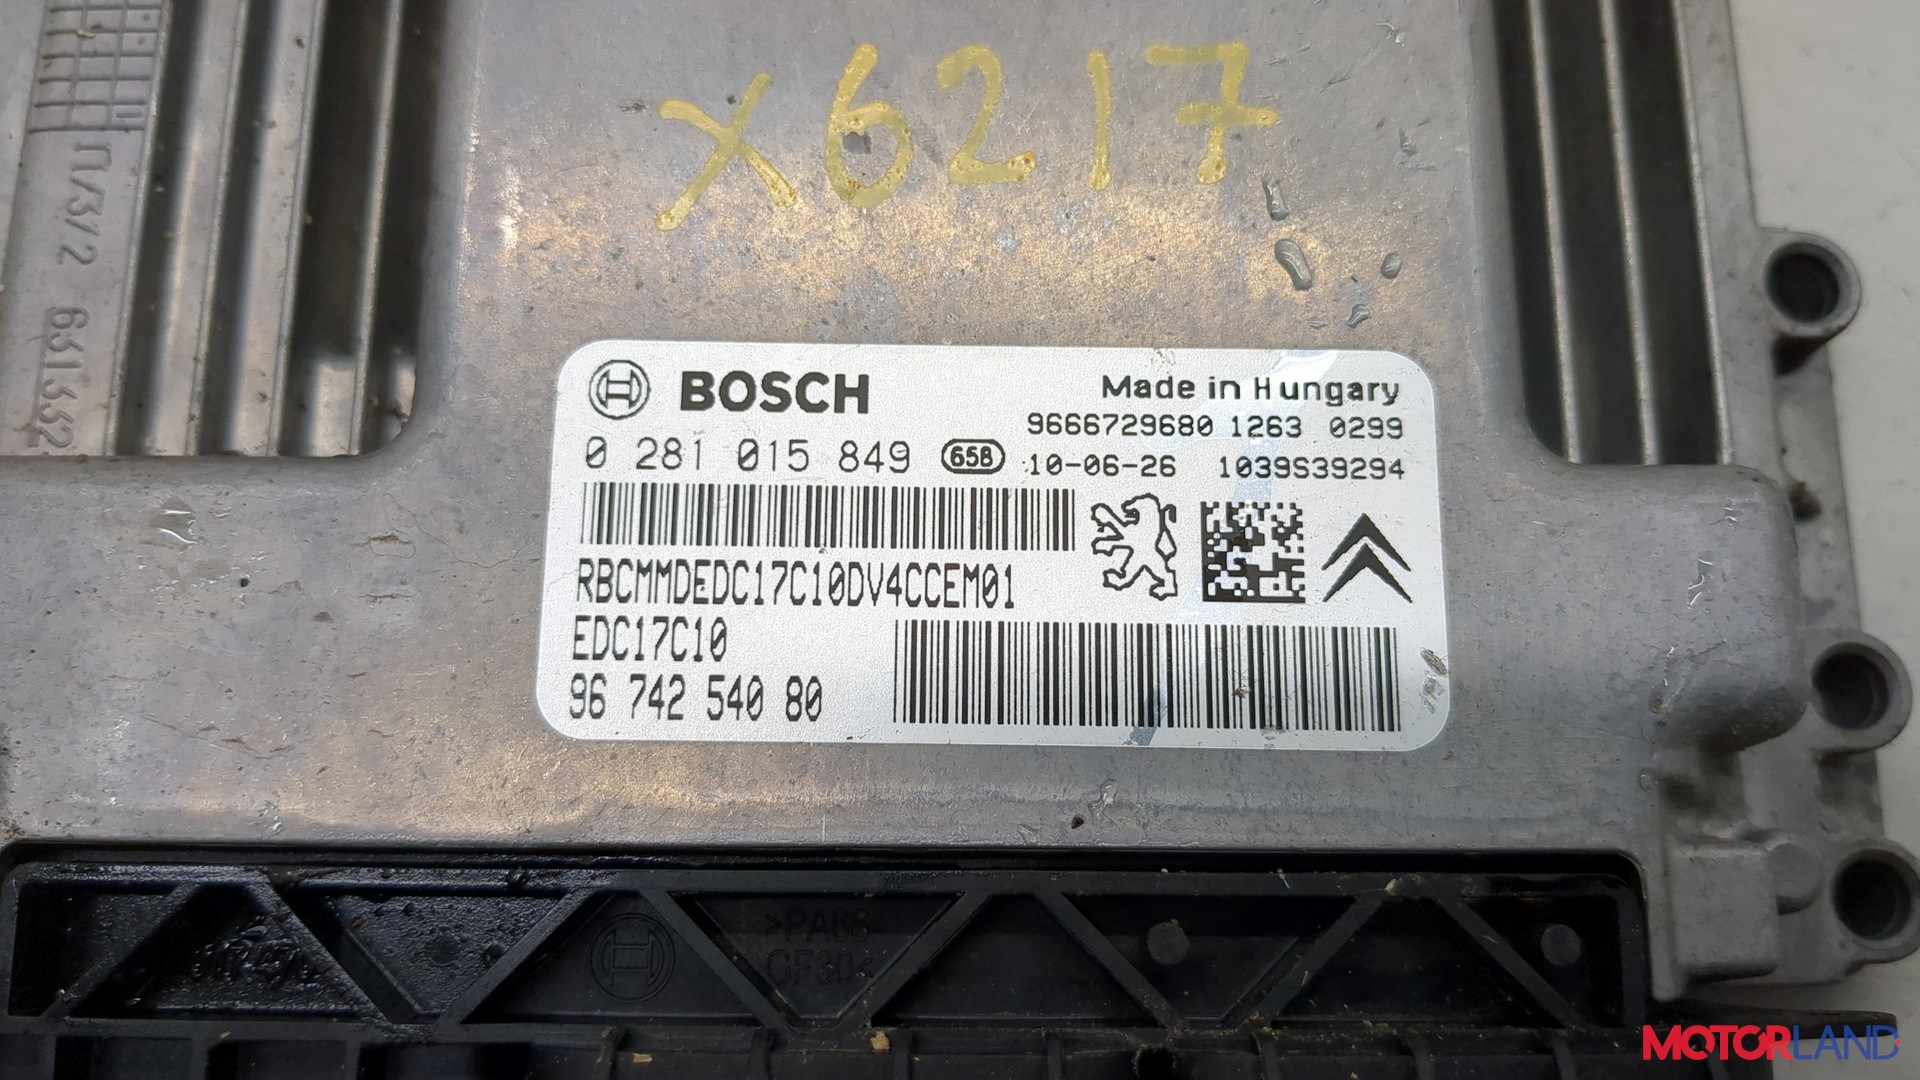 X6217
BOSCH
Made in Hungary
9666729680 1263 0299
0 281 015 849 65B 10-06-26 1039S39294
RBCMMDEDC17C10DV4CCEM01
EDC17C10
96 742 540 80
>PA66
GF30<
MOTORLAND